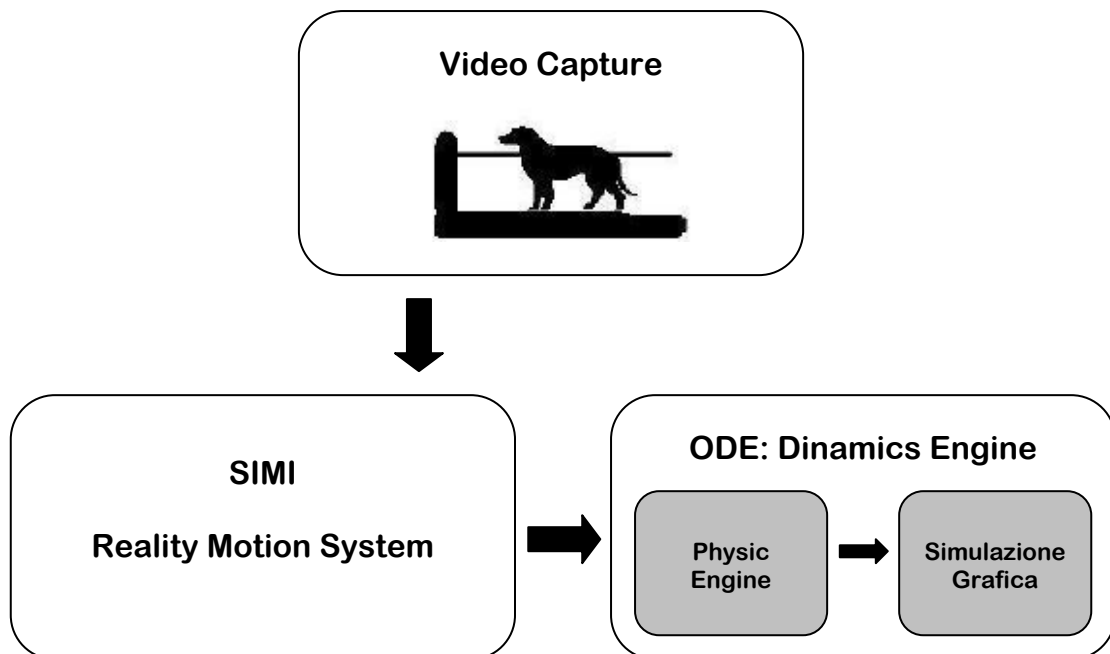 Video Capture
SIMI
Reality Motion System
ODE: Dinamics Engine
Physic
Engine
Simulazione
Grafica